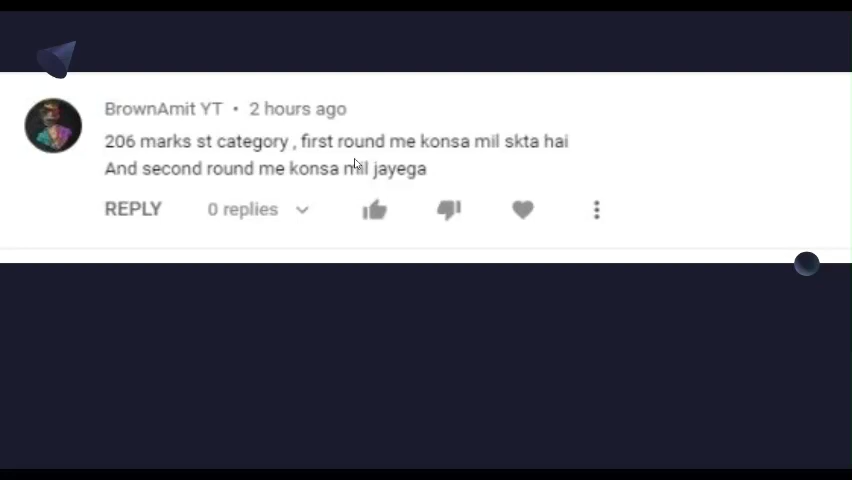 BrownAmit YT • 2 hours ago
206 marks st category , first round me konsa mil skta hai
And second round me konsa mil jayega
REPLY 0 replies